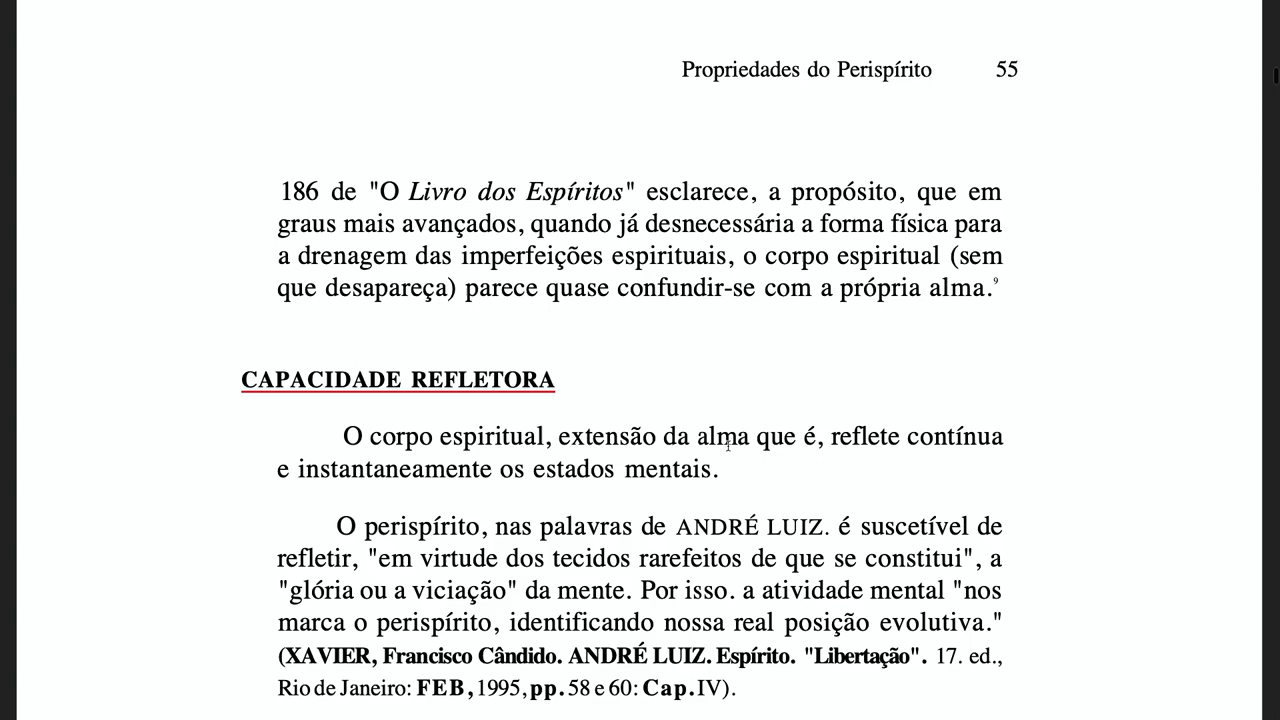 Propriedades do Perispírito 55
186 de "O Livro dos Espíritos" esclarece, a propósito, que em
graus mais avançados, quando já desnecessária a forma física para
a drenagem das imperfeições espirituais, o corpo espiritual (sem
que desapareça) parece quase confundir-se com a própria alma.⁹
CAPACIDADE REFLETORA
O corpo espiritual, extensão da alma que é, reflete contínua
e instantaneamente os estados mentais.
O perispírito, nas palavras de ANDRÉ LUIZ. é suscetível de
refletir, "em virtude dos tecidos rarefeitos de que se constitui", a
"glória ou a viciação" da mente. Por isso. a atividade mental "nos
marca o perispírito, identificando nossa real posição evolutiva."
(XAVIER, Francisco Cândido. ANDRÉ LUIZ. Espírito. "Libertação". 17. ed.,
Rio de Janeiro: FEB, 1995, pp. 58 e 60: Cap. IV).